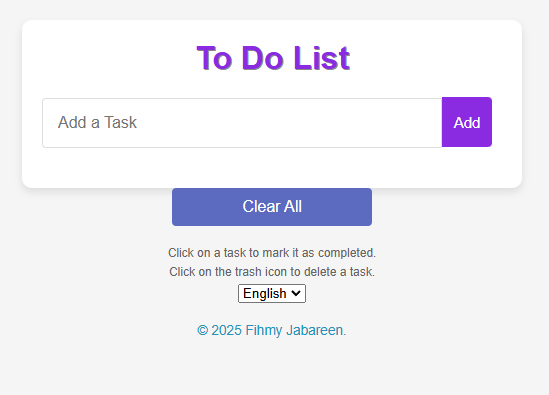 To Do List
Add a Task
Add
Clear All
Click on a task to mark it as completed.
Click on the trash icon to delete a task.
English
© 2025 Fihmy Jabareen.